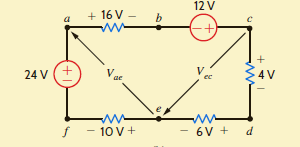 12 V
a + 16 V − b − + c
24 V + − V_ae V_ec + 4 V −
e
f − 10 V + − 6 V + d